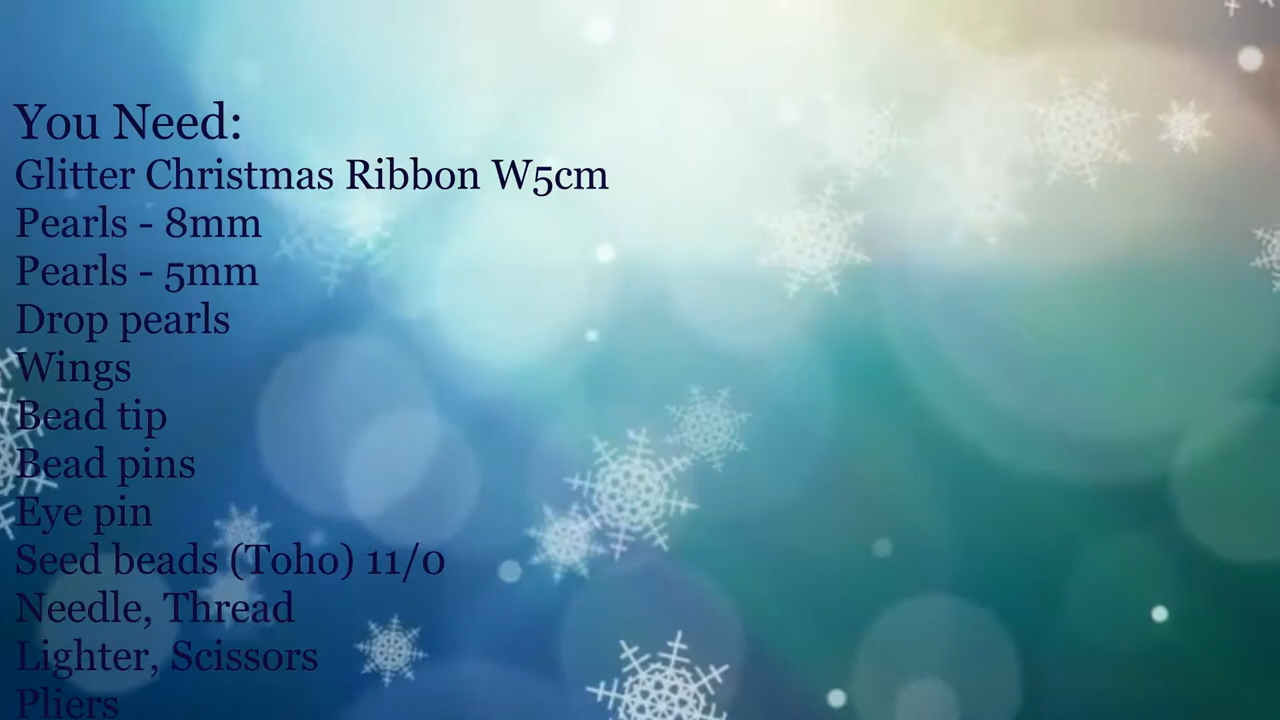 You Need:
Glitter Christmas Ribbon W5cm
Pearls - 8mm
Pearls - 5mm
Drop pearls
Wings
Bead tip
Bead pins
Eye pin
Seed beads (Toho) 11/0
Needle, Thread
Lighter, Scissors
Pliers